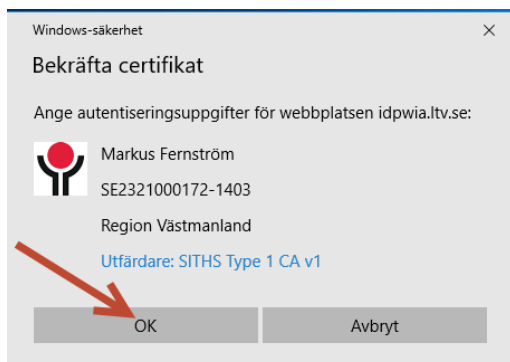 Windows-säkerhet
Bekräfta certifikat
Ange autentiseringsuppgifter för webbplatsen idpwia.ltv.se:
Markus Fernström
SE2321000172-1403
Region Västmanland
Utfärdare: SITHS Type 1 CA v1
OK
Avbryt